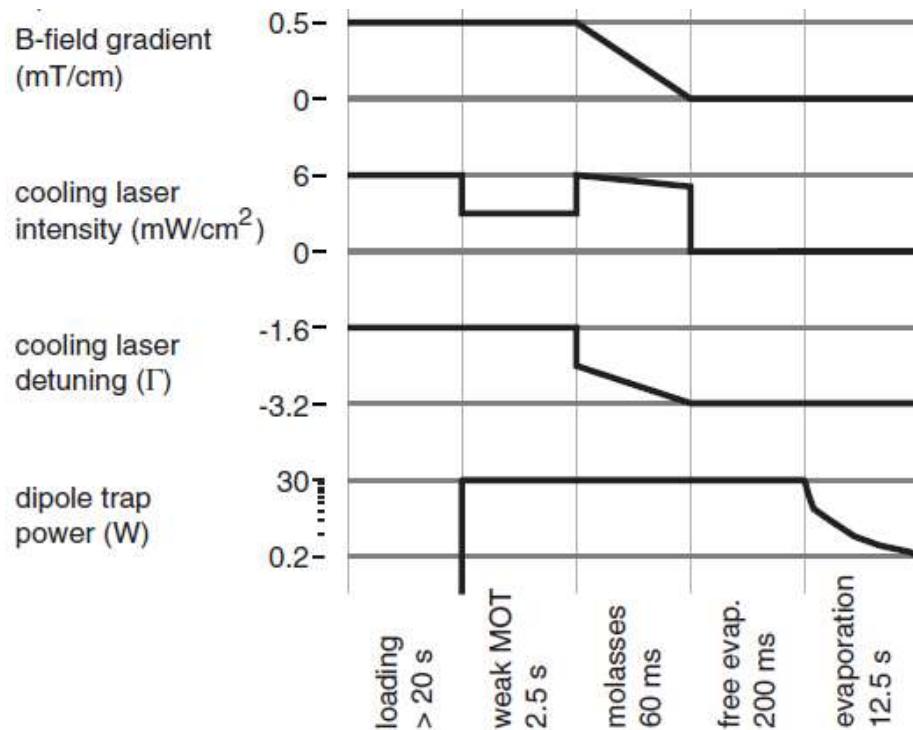 B-field gradient
(mT/cm)
0.5
0
cooling laser
intensity (mW/cm²)
6
0
cooling laser
detuning (Γ)
-1.6
-3.2
dipole trap
power (W)
30
0.2
loading
> 20 s
weak MOT
2.5 s
molasses
60 ms
free evap.
200 ms
evaporation
12.5 s